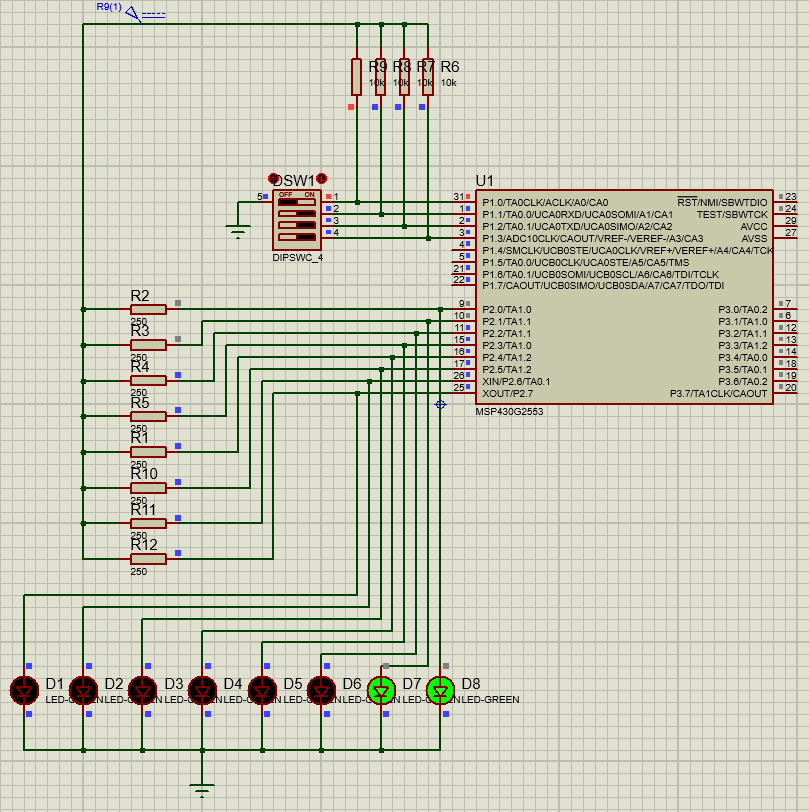 R9(1)
R9 R8 R7 R6
10k 10k 10k 10k
DSW1
OFF ON
5
1
2
3
4
DIPSWC_4
U1
31 P1.0/TA0CLK/ACLK/A0/CA0 RST/NMI/SBWTDIO 23
1 P1.1/TA0.0/UCA0RXD/UCA0SOMI/A1/CA1 TEST/SBWTCK 24
2 P1.2/TA0.1/UCA0TXD/UCA0SIMO/A2/CA2 AVCC 29
3 P1.3/ADC10CLK/CAOUT/VREF-/VEREF-/A3/CA3 AVSS 27
4 P1.4/SMCLK/UCB0STE/UCA0CLK/VREF+/VEREF+/A4/CA4/TCK
5 P1.5/TA0.0/UCB0CLK/UCA0STE/A5/CA5/TMS
21 P1.6/TA0.1/UCB0SOMI/UCB0SCL/A6/CA6/TDI/TCLK
22 P1.7/CAOUT/UCB0SIMO/UCB0SDA/A7/CA7/TDO/TDI
9 P2.0/TA1.0 P3.0/TA0.2 7
10 P2.1/TA1.1 P3.1/TA1.0 6
11 P2.2/TA1.1 P3.2/TA1.1 12
15 P2.3/TA1.0 P3.3/TA1.2 13
16 P2.4/TA1.2 P3.4/TA0.0 14
17 P2.5/TA1.2 P3.5/TA0.1 18
26 XIN/P2.6/TA0.1 P3.6/TA0.2 19
25 XOUT/P2.7 P3.7/TA1CLK/CAOUT 20
MSP430G2553
R2
250
R3
250
R4
250
R5
250
R1
250
R10
250
R11
250
R12
250
D1 D2 D3 D4 D5 D6 D7 D8
LED-GREEN LED-GREEN LED-GREEN LED-GREEN LED-GREEN LED-GREEN LED-GREEN LED-GREEN